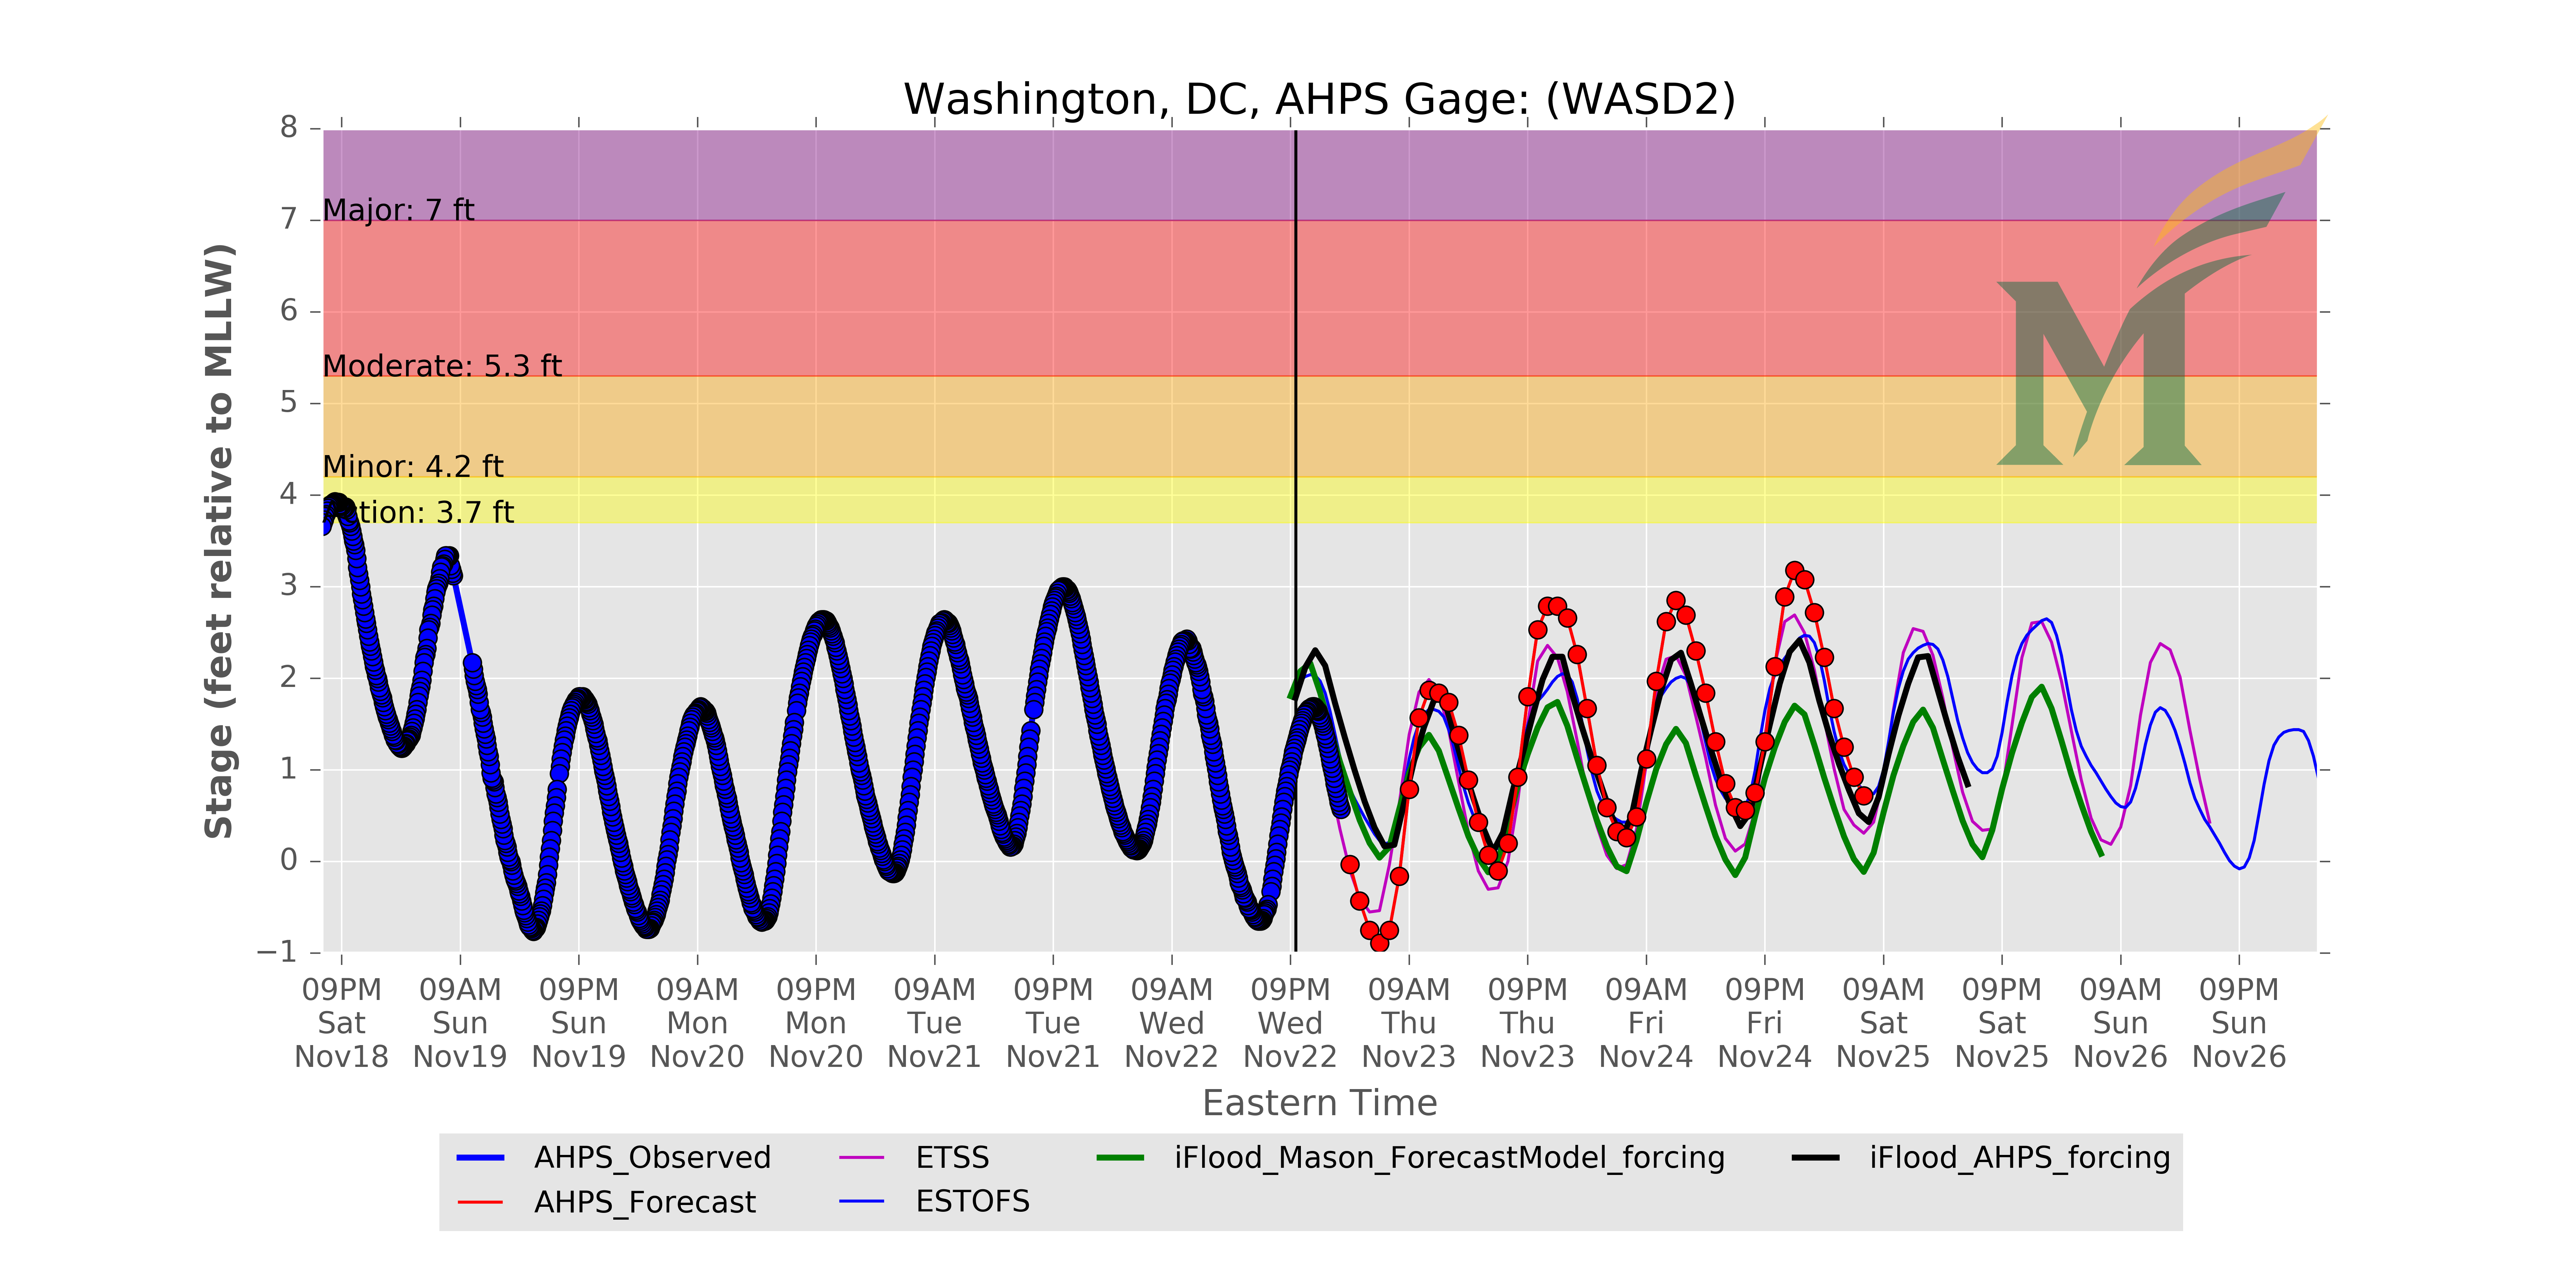 Washington, DC, AHPS Gage: (WASD2)
Stage (feet relative to MLLW)
8
7
6
5
4
3
2
1
0
−1
Major: 7 ft
Moderate: 5.3 ft
Minor: 4.2 ft
Action: 3.7 ft
09PM 09AM 09PM 09AM 09PM 09AM 09PM 09AM 09PM 09AM 09PM 09AM 09PM 09AM 09PM 09AM 09PM
Sat Sun Sun Mon Mon Tue Tue Wed Wed Thu Thu Fri Fri Sat Sat Sun Sun
Nov18 Nov19 Nov19 Nov20 Nov20 Nov21 Nov21 Nov22 Nov22 Nov23 Nov23 Nov24 Nov24 Nov25 Nov25 Nov26 Nov26
Eastern Time
AHPS_Observed ETSS iFlood_Mason_ForecastModel_forcing iFlood_AHPS_forcing
AHPS_Forecast ESTOFS
M